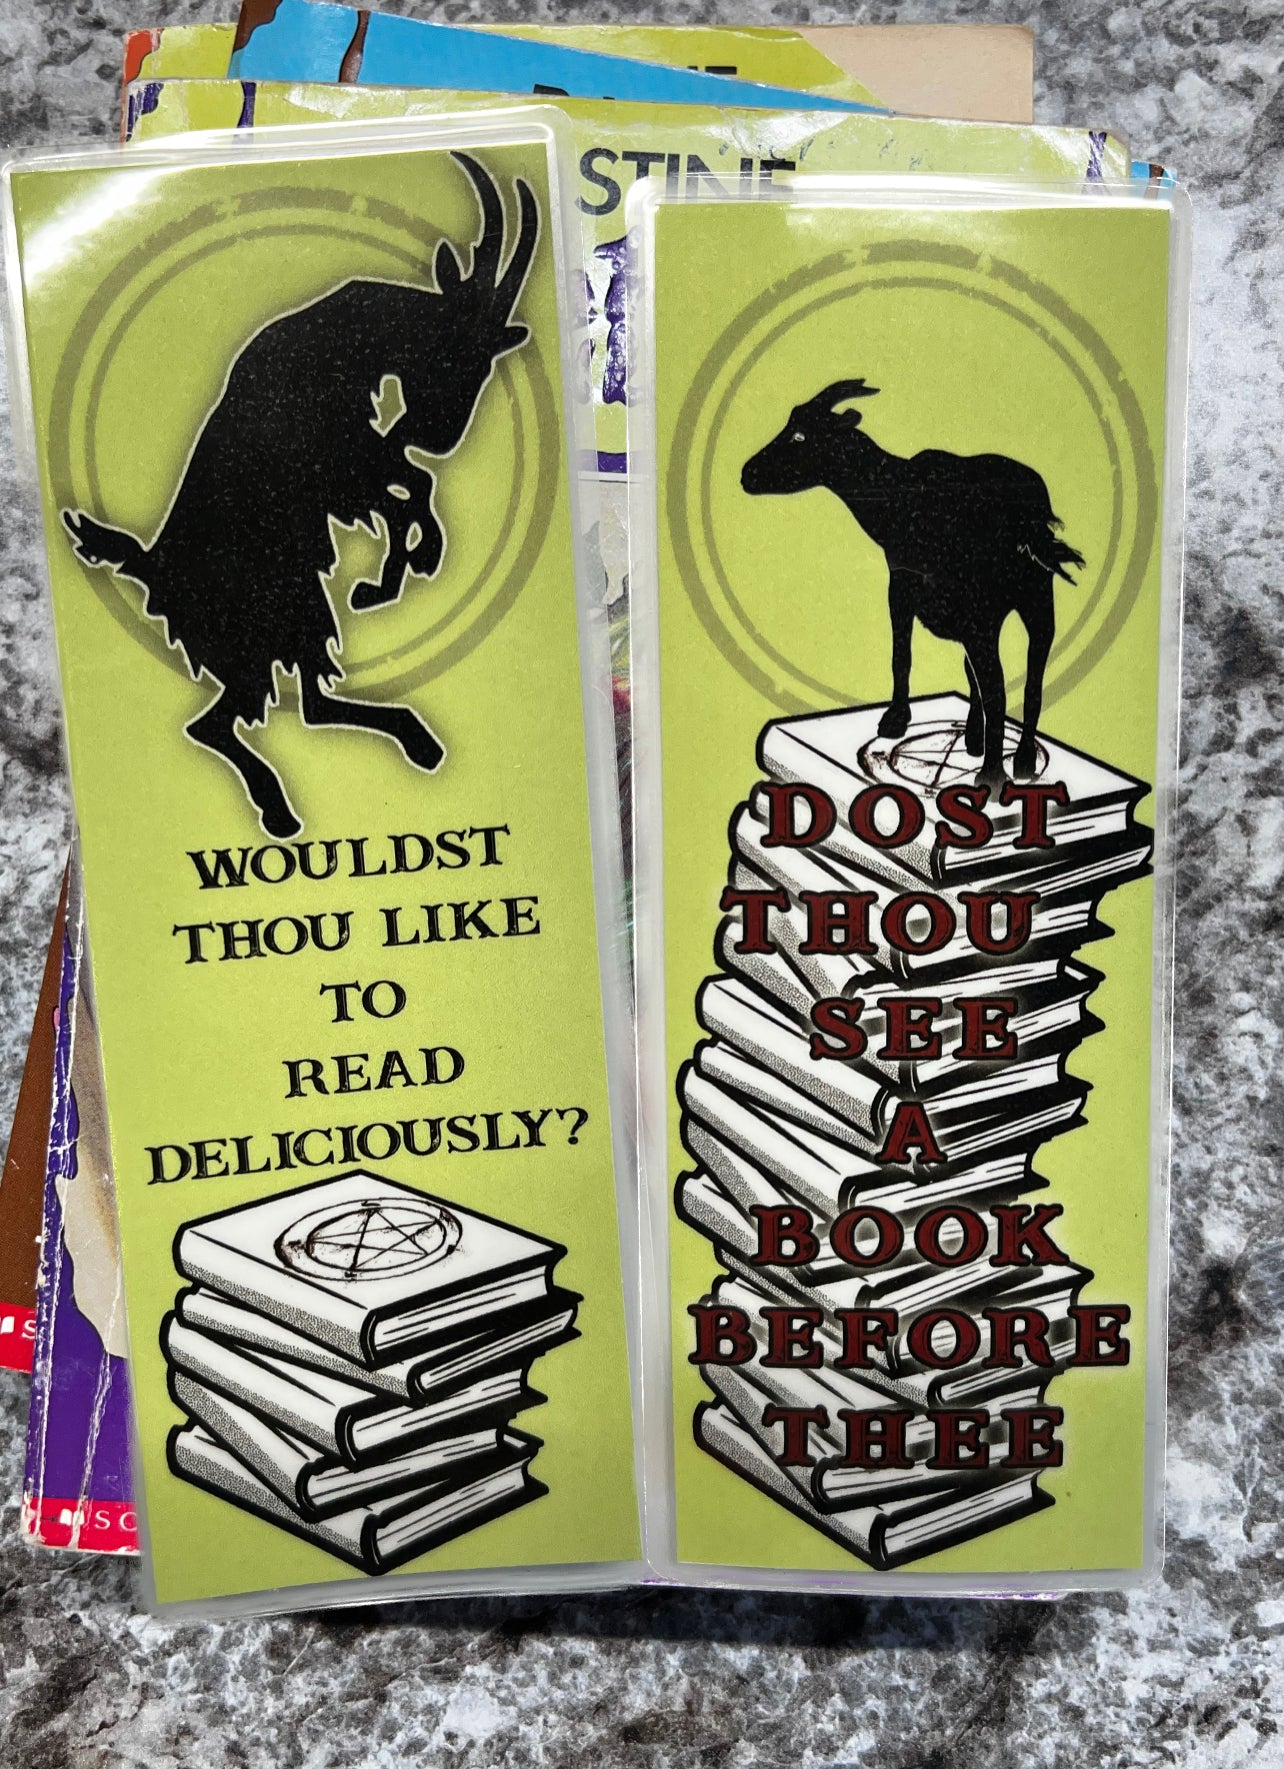 STINE
WOULDST
THOU LIKE
TO
READ
DELICIOUSLY?
DOST
THOU
SEE
A
BOOK
BEFORE
THEE